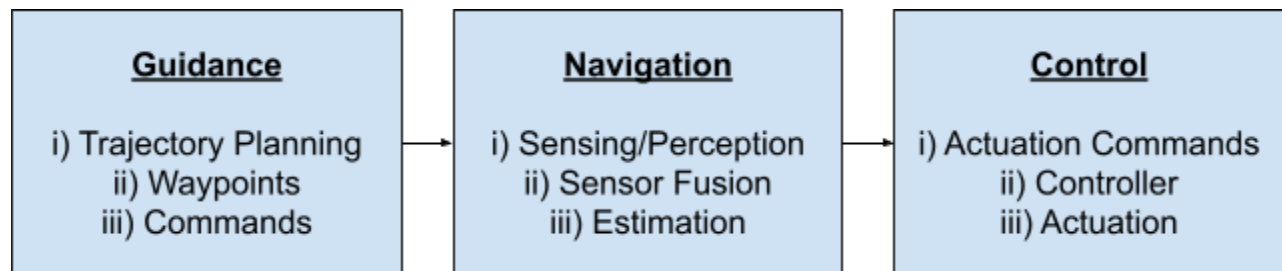 Guidance
i) Trajectory Planning
ii) Waypoints
iii) Commands
Navigation
i) Sensing/Perception
ii) Sensor Fusion
iii) Estimation
Control
i) Actuation Commands
ii) Controller
iii) Actuation